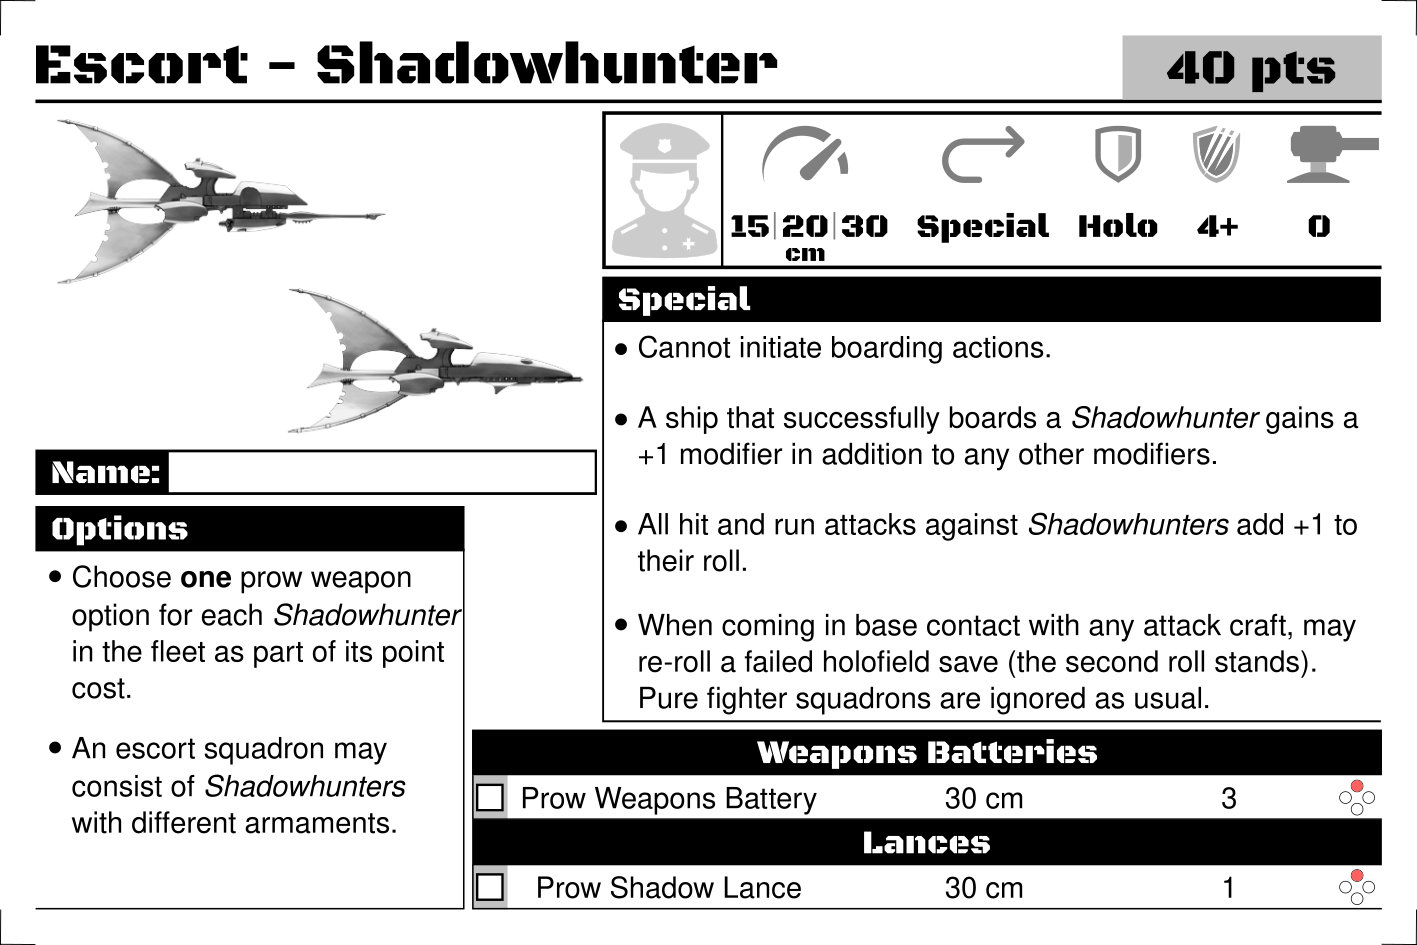 Escort - Shadowhunter
40 pts
15|20|30
cm
Special
Holo
4+
0
Special
• Cannot initiate boarding actions.
• A ship that successfully boards a Shadowhunter gains a
+1 modifier in addition to any other modifiers.
• All hit and run attacks against Shadowhunters add +1 to
their roll.
• When coming in base contact with any attack craft, may
re-roll a failed holofield save (the second roll stands).
Pure fighter squadrons are ignored as usual.
Name:
Options
• Choose one prow weapon
option for each Shadowhunter
in the fleet as part of its point
cost.
• An escort squadron may
consist of Shadowhunters
with different armaments.
Weapons Batteries
Prow Weapons Battery 30 cm 3
Lances
Prow Shadow Lance 30 cm 1